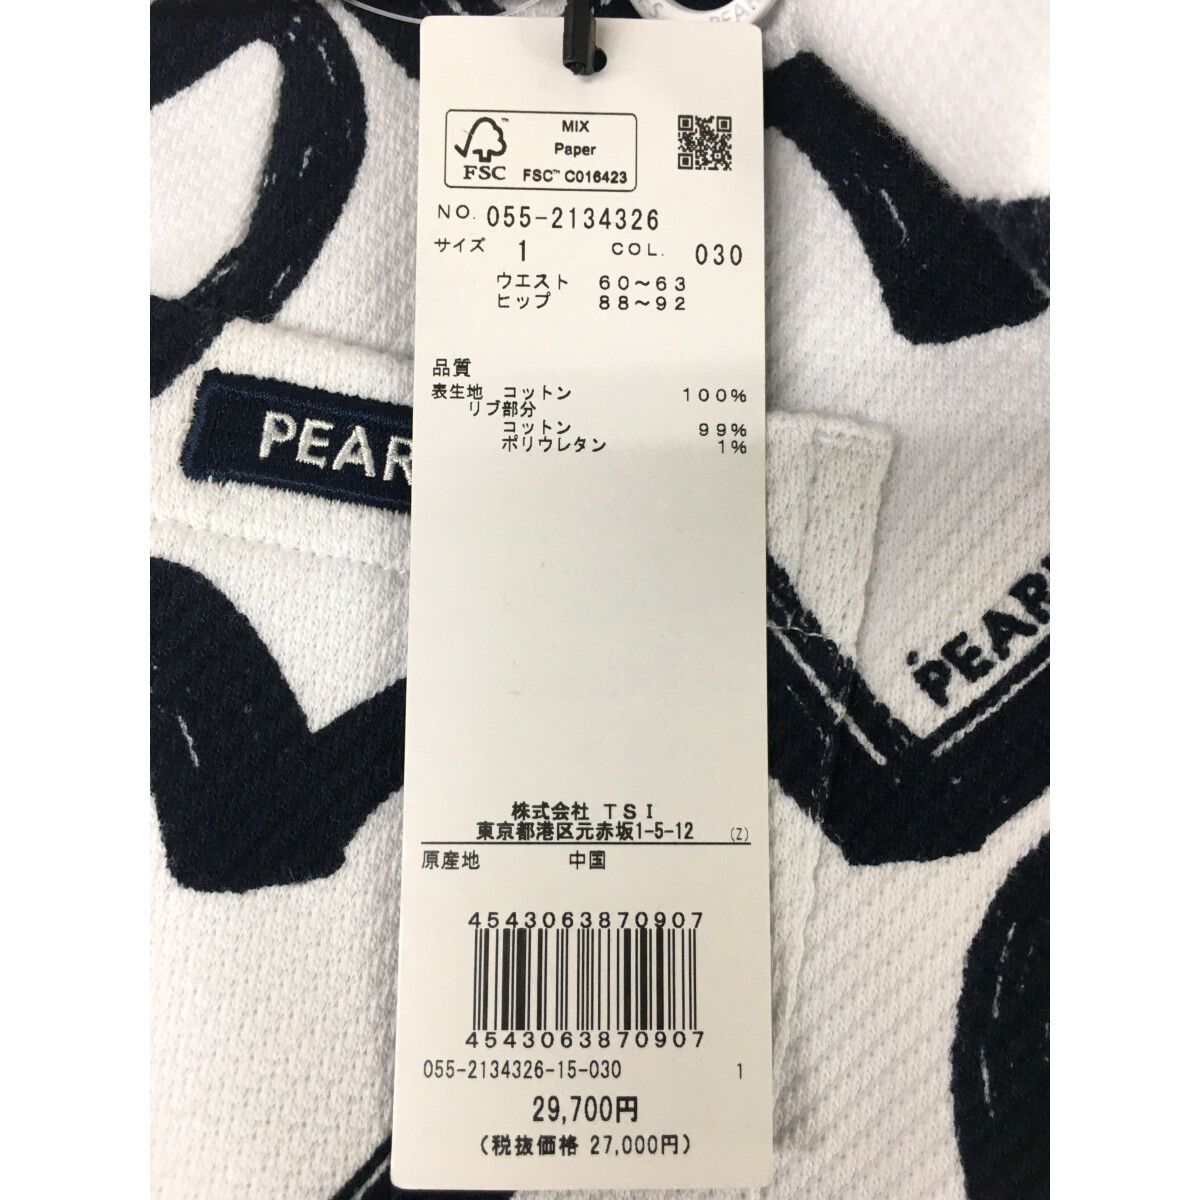 MIX
Paper
FSC™ C016423
FSC
NO. 055-2134326
サイズ 1 COL. 030
ウエスト 60～63
ヒップ 88～92
品質
表生地 コットン 100%
リブ部分
コットン 99%
ポリウレタン 1%
PEAR
PEAR
株式会社 TSI
東京都港区元赤坂1-5-12 (Z)
原産地 中国
4543063870907
4543063870907
055-2134326-15-030 1
29,700円
(税抜価格 27,000円)